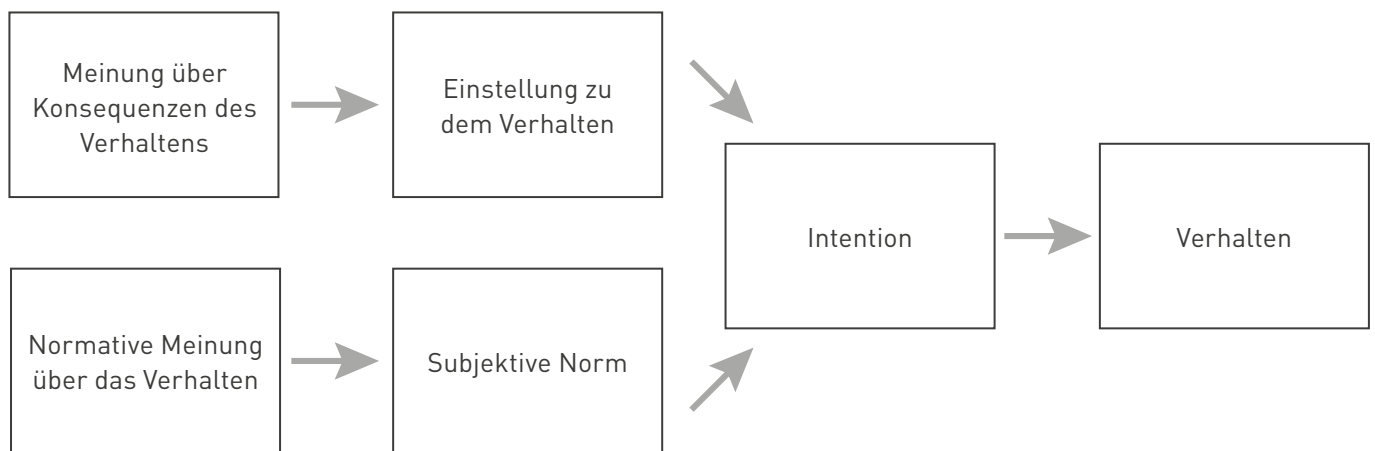 Meinung über
Konsequenzen des
Verhaltens
Einstellung zu
dem Verhalten
Normative Meinung
über das Verhalten
Subjektive Norm
Intention
Verhalten